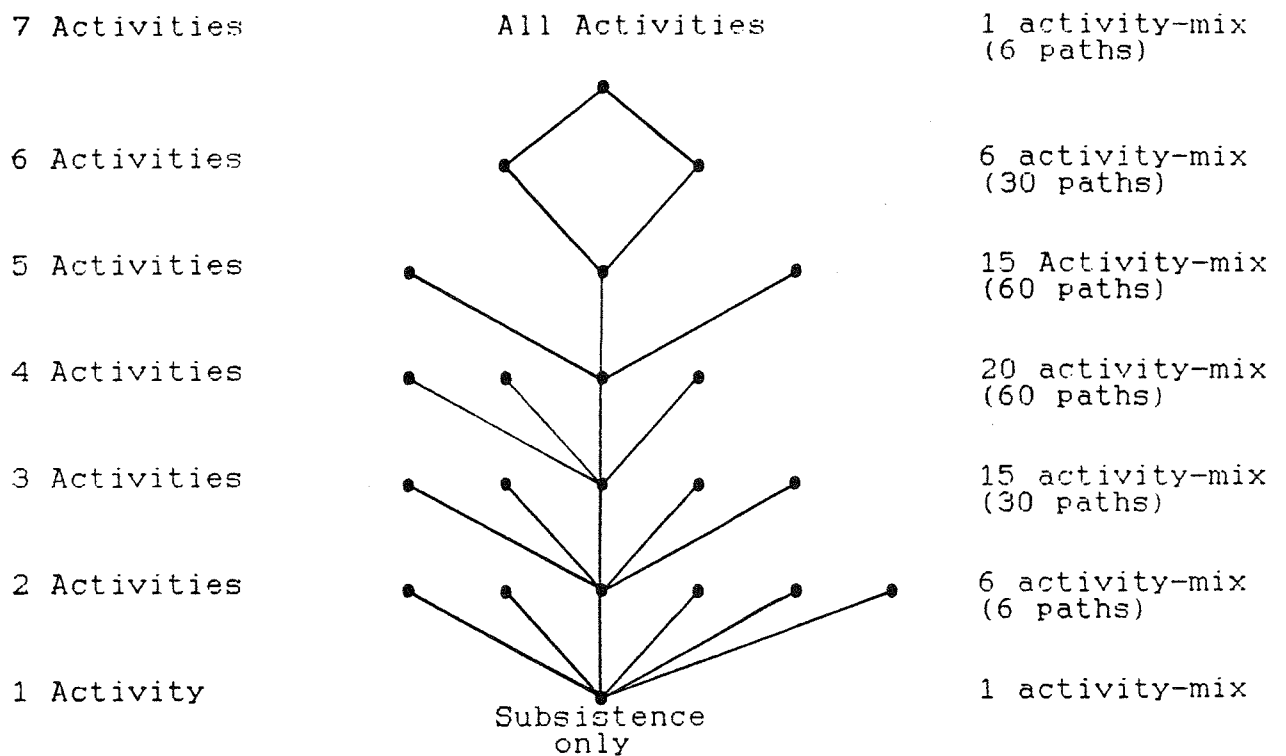 7 Activities
All Activities
1 activity-mix
(6 paths)
6 Activities
6 activity-mix
(30 paths)
5 Activities
15 Activity-mix
(60 paths)
4 Activities
20 activity-mix
(60 paths)
3 Activities
15 activity-mix
(30 paths)
2 Activities
6 activity-mix
(6 paths)
1 Activity
1 activity-mix
Subsistence
only